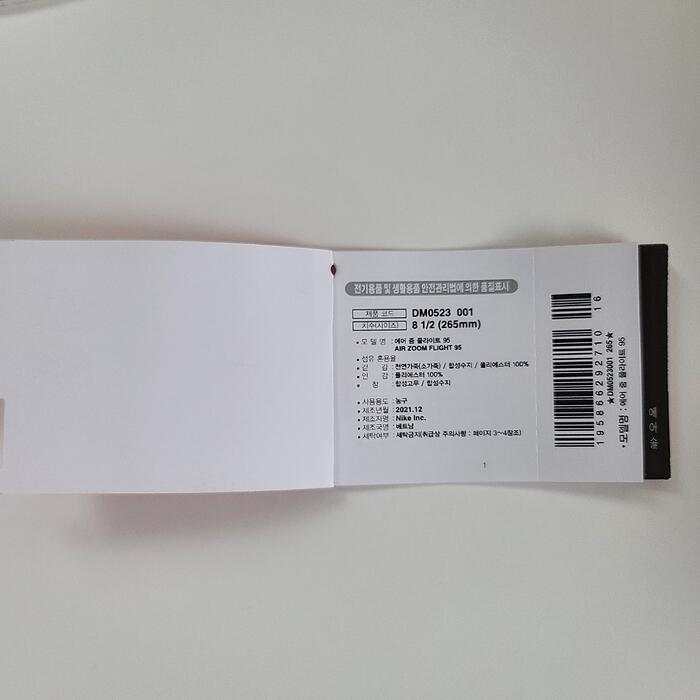 전기용품 및 생활용품 안전관리법에 의한 품질표시
제품 코드 DM0523 001
치수(사이즈) 8 1/2 (265mm)
• 모 델 명 : 에어 줌 플라이트 95
AIR ZOOM FLIGHT 95
• 섬유 혼용율
• 겉 감 : 천연가죽(소가죽) / 합성수지 / 폴리에스터 100%
• 안 감 : 폴리에스터 100%
• 창 : 합성고무 / 합성수지
• 사용용도 : 농구
• 제조년월 : 2021.12
• 제조자명 : Nike Inc.
• 제조국명 : 베트남
• 세탁여부 : 세탁금지(취급상 주의사항 : 페이지 3~4참조)
1
195866292710 16
★DM0523001 265★
• 모델명 : 에어 줌 플라이트 95